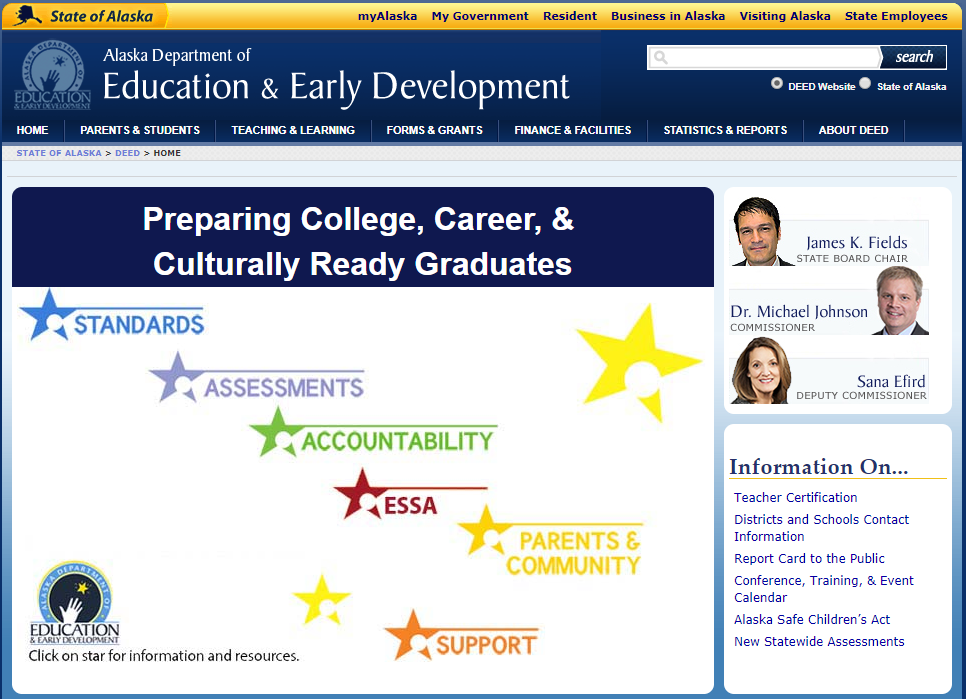 State of Alaska
myAlaska My Government Resident Business in Alaska Visiting Alaska State Employees
ALASKA DEPARTMENT OF
EDUCATION
& EARLY DEVELOPMENT
Alaska Department of
Education & Early Development
search
DEED Website State of Alaska
HOME PARENTS & STUDENTS TEACHING & LEARNING FORMS & GRANTS FINANCE & FACILITIES STATISTICS & REPORTS ABOUT DEED
STATE OF ALASKA > DEED > HOME
Preparing College, Career, &
Culturally Ready Graduates
STANDARDS
ASSESSMENTS
ACCOUNTABILITY
ESSA
PARENTS &
COMMUNITY
SUPPORT
ALASKA DEPARTMENT OF
EDUCATION
& EARLY DEVELOPMENT
Click on star for information and resources.
James K. Fields
STATE BOARD CHAIR
Dr. Michael Johnson
COMMISSIONER
Sana Efird
DEPUTY COMMISSIONER
Information On...
Teacher Certification
Districts and Schools Contact
Information
Report Card to the Public
Conference, Training, & Event
Calendar
Alaska Safe Children's Act
New Statewide Assessments